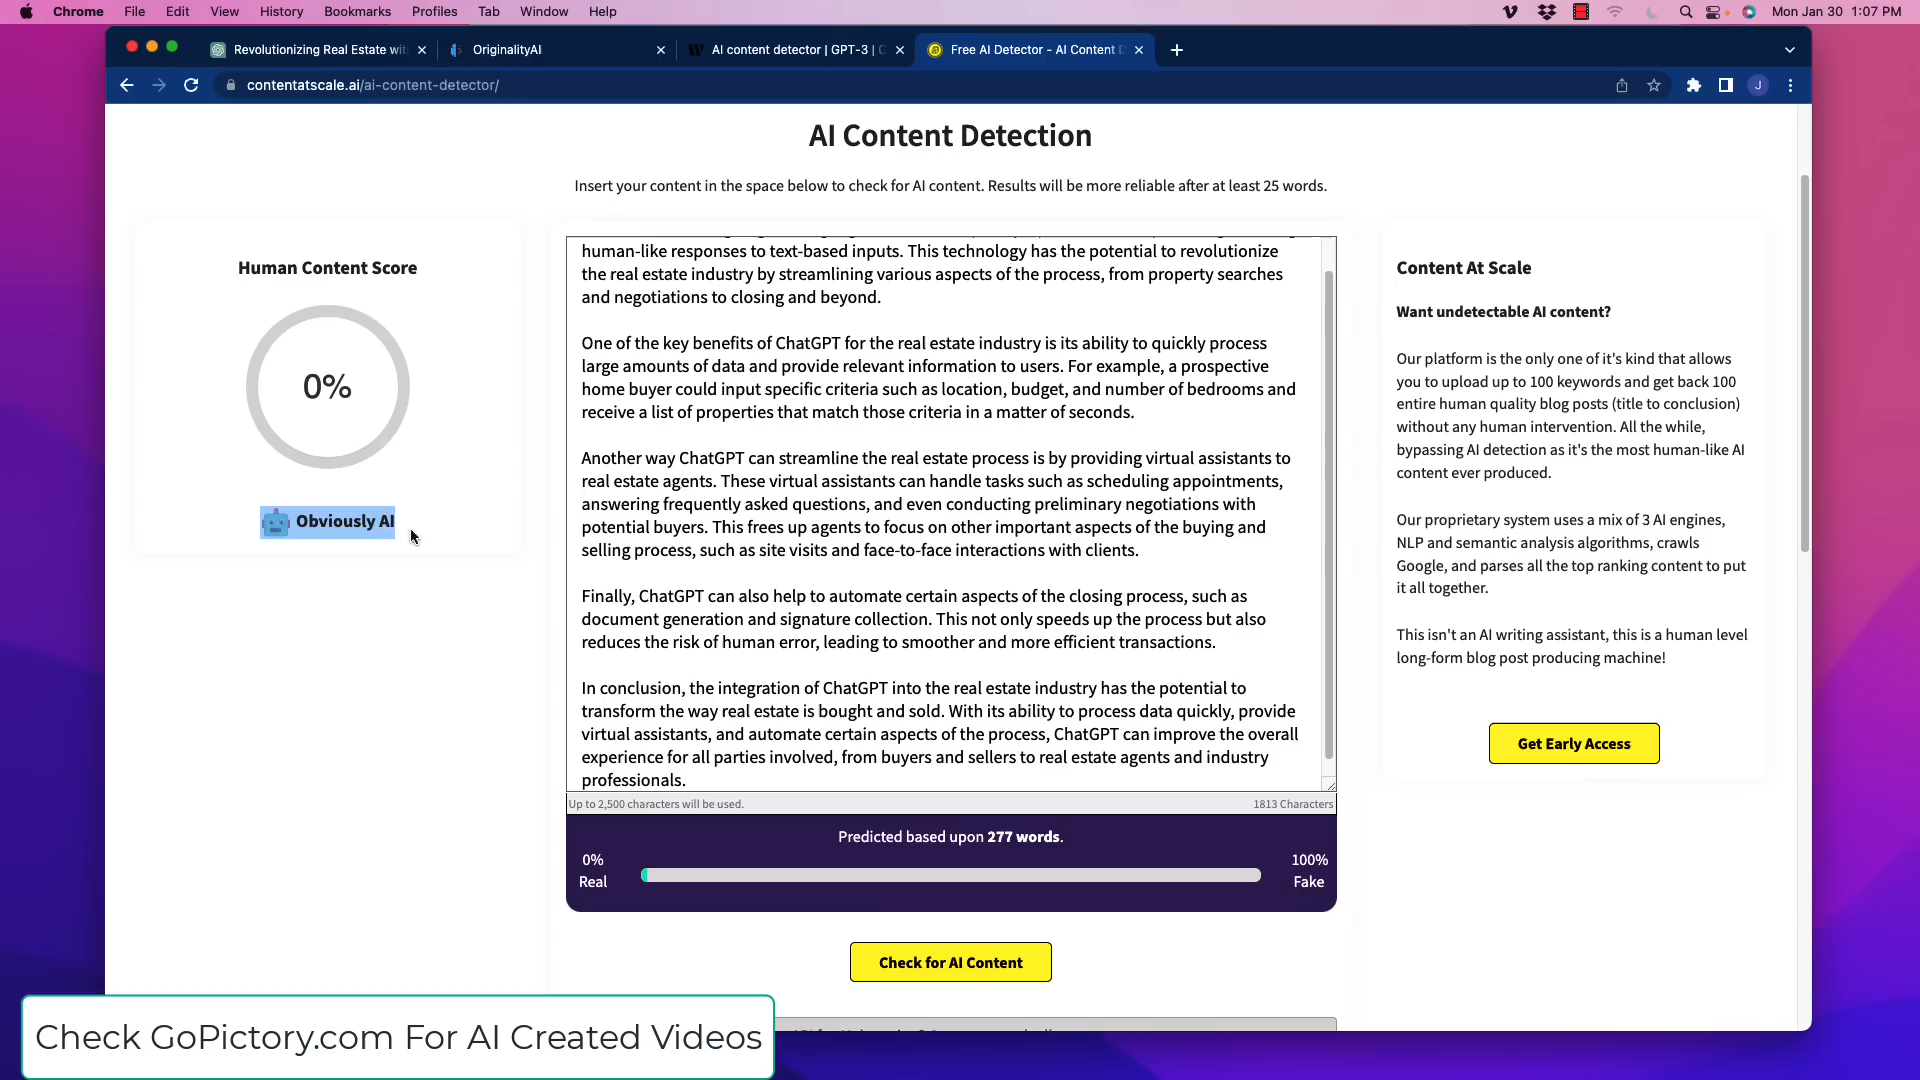 Chrome File Edit View History Bookmarks Profiles Tab Window Help Mon Jan 30 1:07 PM
Revolutionizing Real Estate wit OriginalityAI AI content detector | GPT-3 | C Free AI Detector - AI Content D
contentatscale.ai/ai-content-detector/ J
AI Content Detection
Insert your content in the space below to check for AI content. Results will be more reliable after at least 25 words.
Human Content Score
0%
Obviously AI
human-like responses to text-based inputs. This technology has the potential to revolutionize
the real estate industry by streamlining various aspects of the process, from property searches
and negotiations to closing and beyond.
One of the key benefits of ChatGPT for the real estate industry is its ability to quickly process
large amounts of data and provide relevant information to users. For example, a prospective
home buyer could input specific criteria such as location, budget, and number of bedrooms and
receive a list of properties that match those criteria in a matter of seconds.
Another way ChatGPT can streamline the real estate process is by providing virtual assistants to
real estate agents. These virtual assistants can handle tasks such as scheduling appointments,
answering frequently asked questions, and even conducting preliminary negotiations with
potential buyers. This frees up agents to focus on other important aspects of the buying and
selling process, such as site visits and face-to-face interactions with clients.
Finally, ChatGPT can also help to automate certain aspects of the closing process, such as
document generation and signature collection. This not only speeds up the process but also
reduces the risk of human error, leading to smoother and more efficient transactions.
In conclusion, the integration of ChatGPT into the real estate industry has the potential to
transform the way real estate is bought and sold. With its ability to process data quickly, provide
virtual assistants, and automate certain aspects of the process, ChatGPT can improve the overall
experience for all parties involved, from buyers and sellers to real estate agents and industry
professionals.
Up to 2,500 characters will be used. 1813 Characters
Predicted based upon 277 words.
0% 100%
Real Fake
Check for AI Content
Content At Scale
Want undetectable AI content?
Our platform is the only one of it's kind that allows
you to upload up to 100 keywords and get back 100
entire human quality blog posts (title to conclusion)
without any human intervention. All the while,
bypassing AI detection as it's the most human-like AI
content ever produced.
Our proprietary system uses a mix of 3 AI engines,
NLP and semantic analysis algorithms, crawls
Google, and parses all the top ranking content to put
it all together.
This isn't an AI writing assistant, this is a human level
long-form blog post producing machine!
Get Early Access
Check GoPictory.com For AI Created Videos